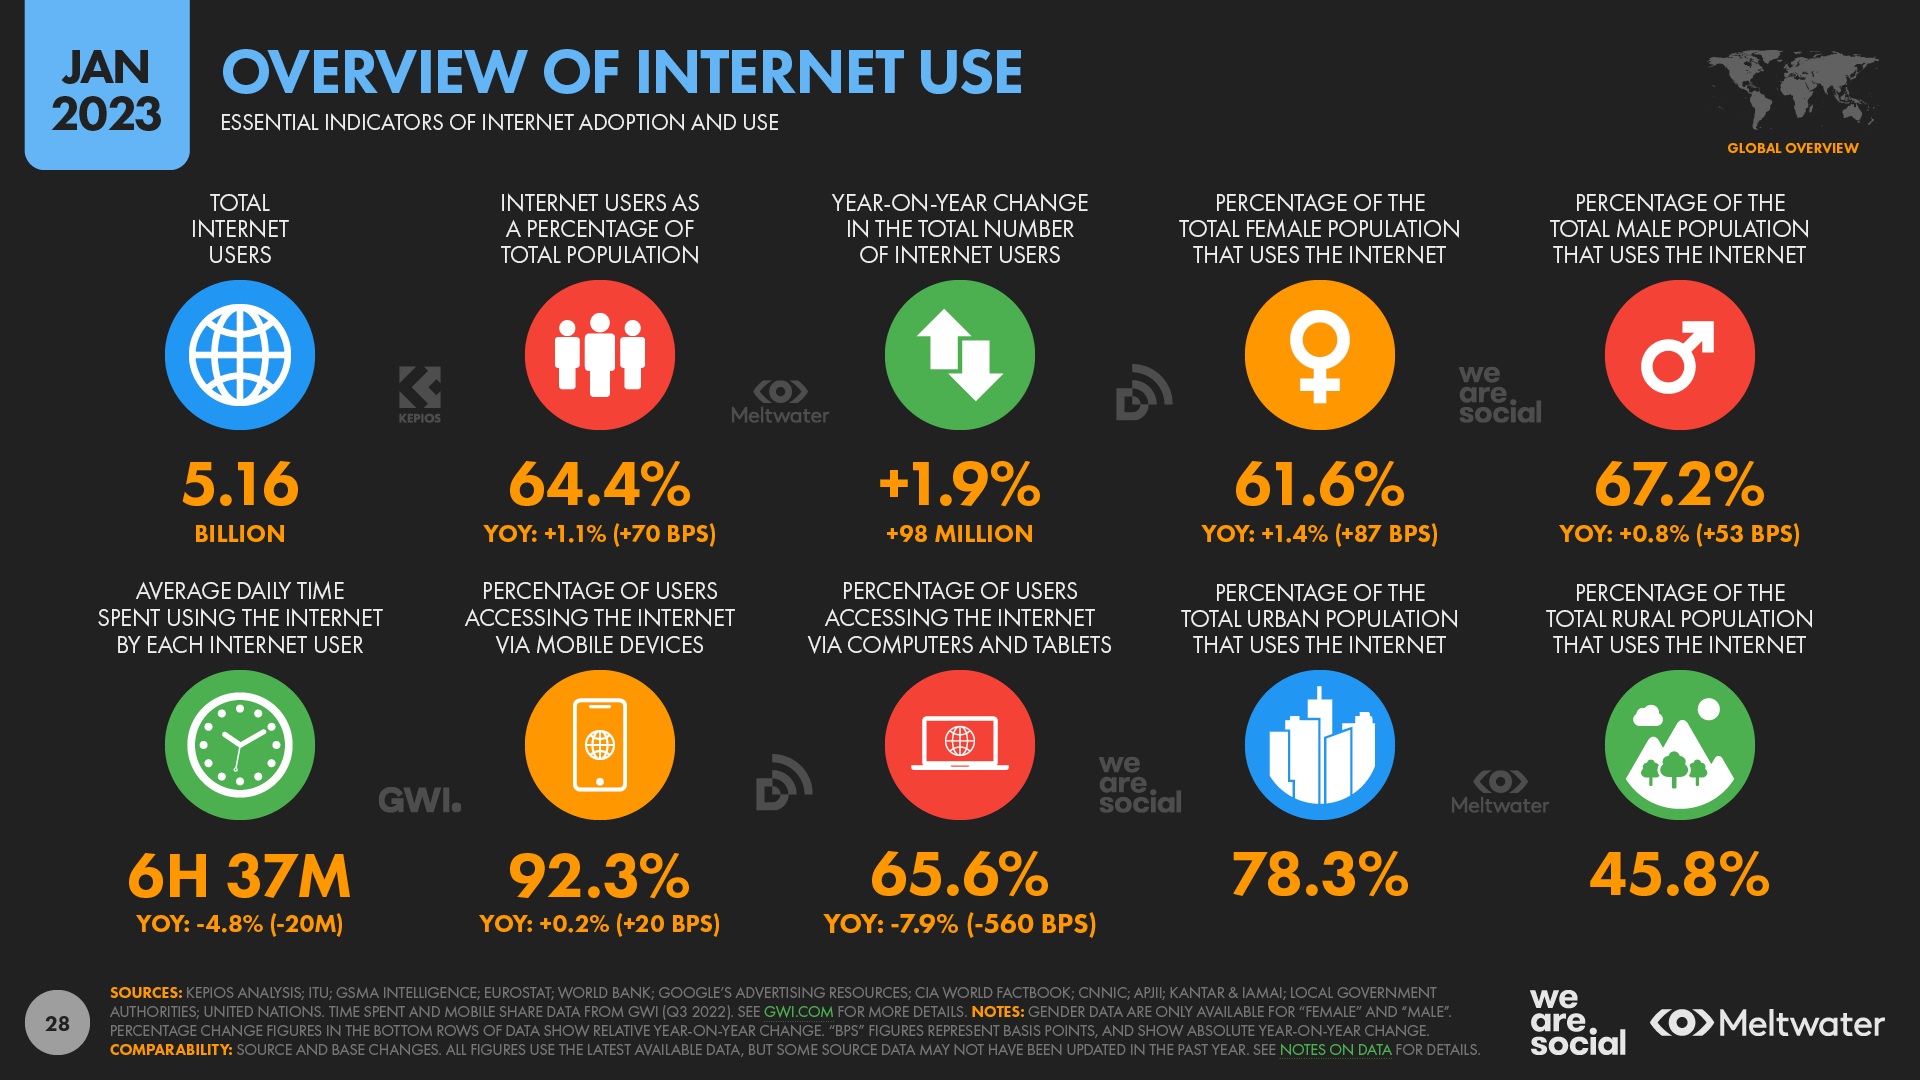 JAN
2023
OVERVIEW OF INTERNET USE
ESSENTIAL INDICATORS OF INTERNET ADOPTION AND USE
GLOBAL OVERVIEW
TOTAL
INTERNET
USERS
5.16
BILLION
INTERNET USERS AS
A PERCENTAGE OF
TOTAL POPULATION
64.4%
YOY: +1.1% (+70 BPS)
YEAR-ON-YEAR CHANGE
IN THE TOTAL NUMBER
OF INTERNET USERS
+1.9%
+98 MILLION
PERCENTAGE OF THE
TOTAL FEMALE POPULATION
THAT USES THE INTERNET
61.6%
YOY: +1.4% (+87 BPS)
PERCENTAGE OF THE
TOTAL MALE POPULATION
THAT USES THE INTERNET
67.2%
YOY: +0.8% (+53 BPS)
KEPIOS
Meltwater
we
are
social
AVERAGE DAILY TIME
SPENT USING THE INTERNET
BY EACH INTERNET USER
6H 37M
YOY: -4.8% (-20M)
PERCENTAGE OF USERS
ACCESSING THE INTERNET
VIA MOBILE DEVICES
92.3%
YOY: +0.2% (+20 BPS)
PERCENTAGE OF USERS
ACCESSING THE INTERNET
VIA COMPUTERS AND TABLETS
65.6%
YOY: -7.9% (-560 BPS)
PERCENTAGE OF THE
TOTAL URBAN POPULATION
THAT USES THE INTERNET
78.3%
PERCENTAGE OF THE
TOTAL RURAL POPULATION
THAT USES THE INTERNET
45.8%
GWI.
we
are
social
Meltwater
28
SOURCES: KEPIOS ANALYSIS; ITU; GSMA INTELLIGENCE; EUROSTAT; WORLD BANK; GOOGLE'S ADVERTISING RESOURCES; CIA WORLD FACTBOOK; CNNIC; APJII; KANTAR & IAMAI; LOCAL GOVERNMENT
AUTHORITIES; UNITED NATIONS. TIME SPENT AND MOBILE SHARE DATA FROM GWI (Q3 2022). SEE GWI.COM FOR MORE DETAILS. NOTES: GENDER DATA ARE ONLY AVAILABLE FOR “FEMALE” AND “MALE”.
PERCENTAGE CHANGE FIGURES IN THE BOTTOM ROWS OF DATA SHOW RELATIVE YEAR-ON-YEAR CHANGE. “BPS” FIGURES REPRESENT BASIS POINTS, AND SHOW ABSOLUTE YEAR-ON-YEAR CHANGE.
COMPARABILITY: SOURCE AND BASE CHANGES. ALL FIGURES USE THE LATEST AVAILABLE DATA, BUT SOME SOURCE DATA MAY NOT HAVE BEEN UPDATED IN THE PAST YEAR. SEE NOTES ON DATA FOR DETAILS.
we
are
social
Meltwater